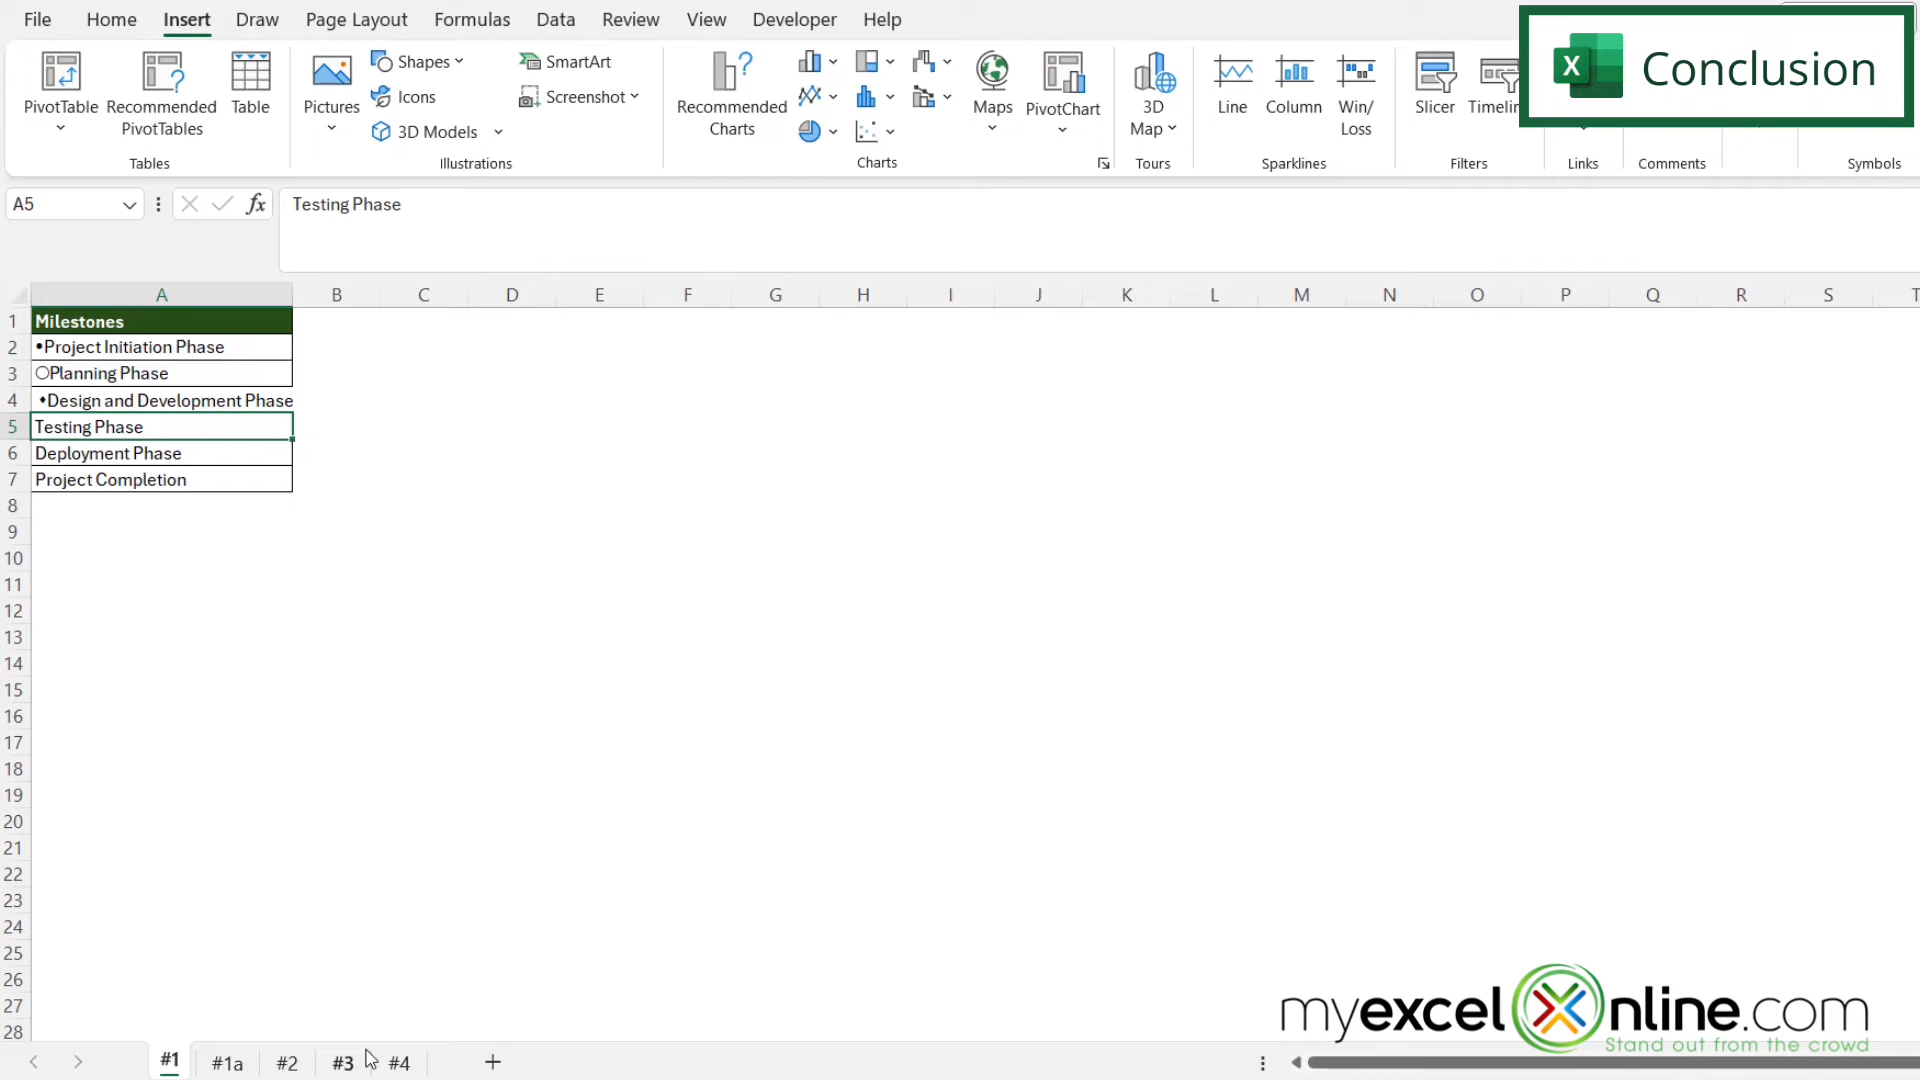 File Home Insert Draw Page Layout Formulas Data Review View Developer Help
Conclusion
PivotTable
Recommended PivotTables
Table
Tables
Pictures
Shapes
Icons
3D Models
SmartArt
Screenshot
Illustrations
Recommended Charts
Maps
PivotChart
Charts
3D Map
Tours
Line
Column
Win/Loss
Sparklines
Slicer
Filters
Links
Comments
Symbols
A5
fx
Testing Phase
A B C D E F G H I J K L M N O P Q R S T
1 Milestones
2 •Project Initiation Phase
3 ○Planning Phase
4 ♦Design and Development Phase
5 Testing Phase
6 Deployment Phase
7 Project Completion
8
9
10
11
12
13
14
15
16
17
18
19
20
21
22
23
24
25
26
27
28
myexcelonline.com
Stand out from the crowd
#1 #1a #2 #3 #4